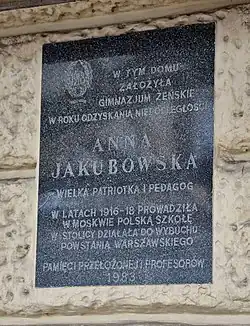 W TYM DOMU
ZAŁOŻYŁA
GIMNAZJUM ŻEŃSKIE
W ROKU ODZYSKANIA NIEPODLEGŁOŚCI
ANNA
JAKUBOWSKA
WIELKA PATRIOTKA I PEDAGOG
W LATACH 1916-18 PROWADZIŁA
W MOSKWIE POLSKĄ SZKOŁĘ
W STOLICY DZIAŁAŁA DO WYBUCHU
POWSTANIA WARSZAWSKIEGO
PAMIĘCI PRZEŁOŻONEJ I PROFESORÓW
1983